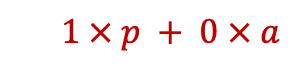 1 × p + 0 × a